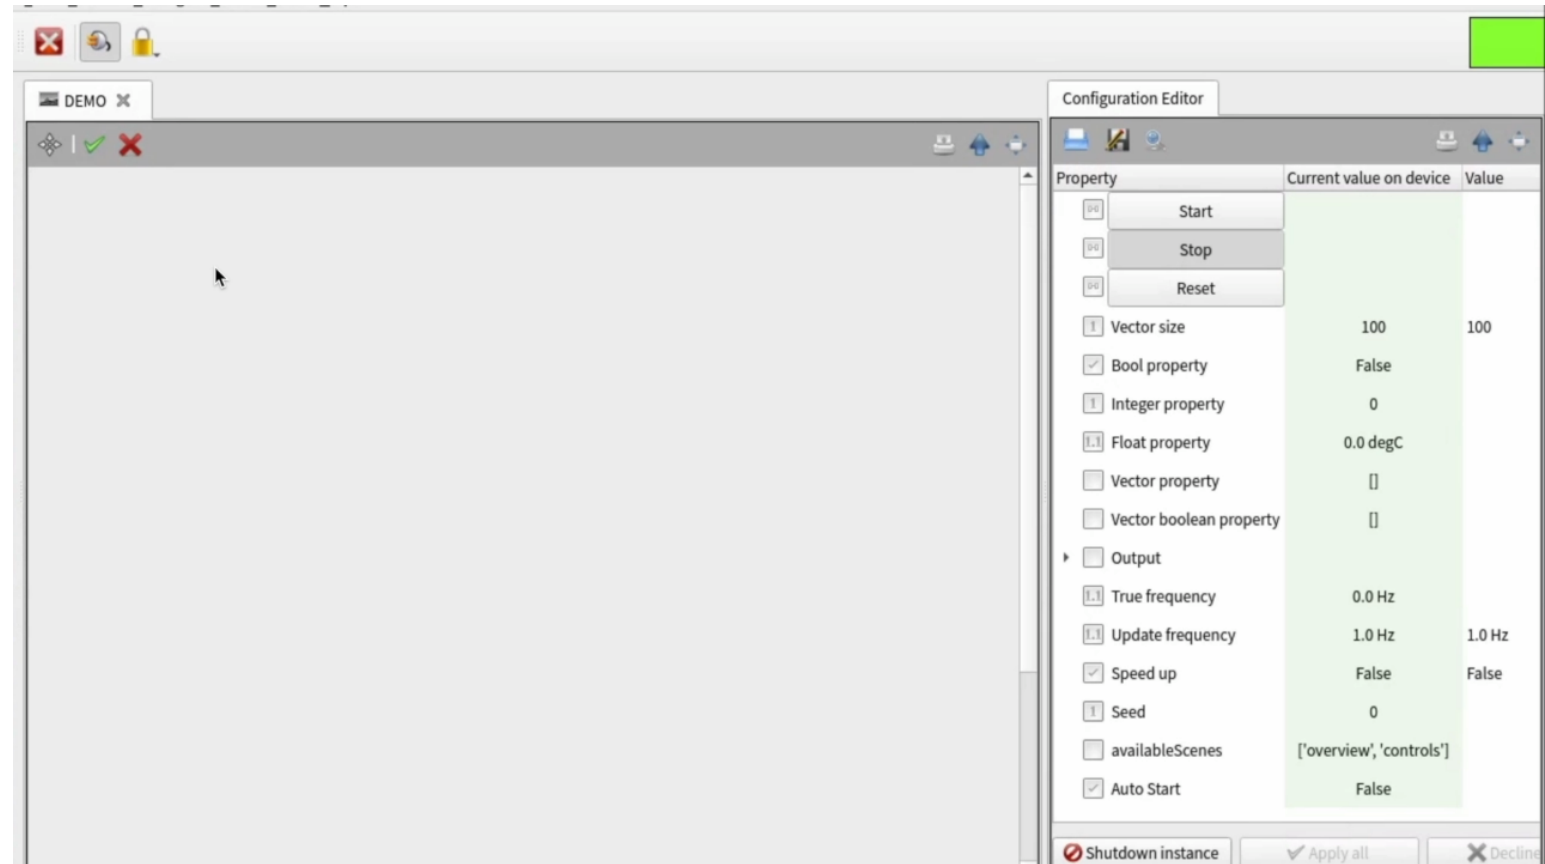 DEMO
Configuration Editor
Property Current value on device Value
Start
Stop
Reset
Vector size 100 100
Bool property False
Integer property 0
Float property 0.0 degC
Vector property []
Vector boolean property []
Output
True frequency 0.0 Hz
Update frequency 1.0 Hz 1.0 Hz
Speed up False False
Seed 0
availableScenes ['overview', 'controls']
Auto Start False
Shutdown instance Apply all Decline